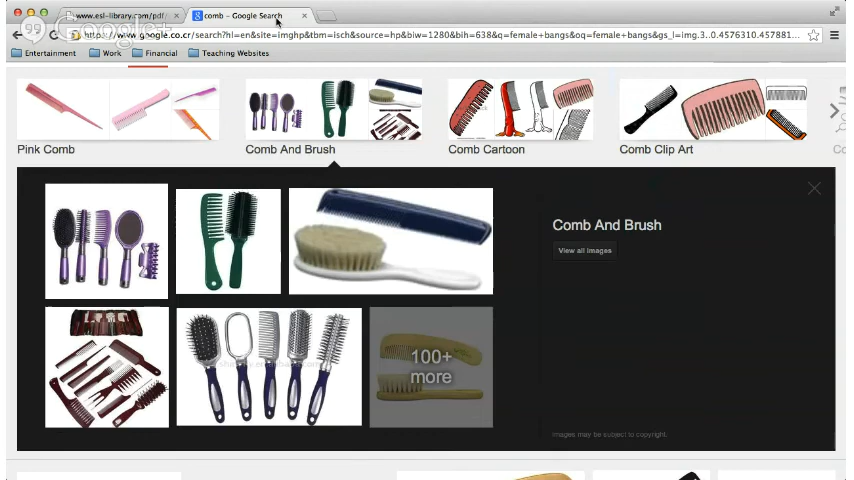 www.esl-library.com/pdf/
comb - Google Search
Google+
http://www.google.co.cr/search?hl=en&site=imghp&tbm=isch&source=hp&biw=1280&bih=638&q=female+bangs&oq=female+bangs&gs_l=img.3..0.4576310.457881...
Entertainment
Work
Financial
Teaching Websites
Pink Comb
Comb And Brush
Comb Cartoon
Comb Clip Art
Comb And Brush
View all images
100+
more
Images may be subject to copyright.